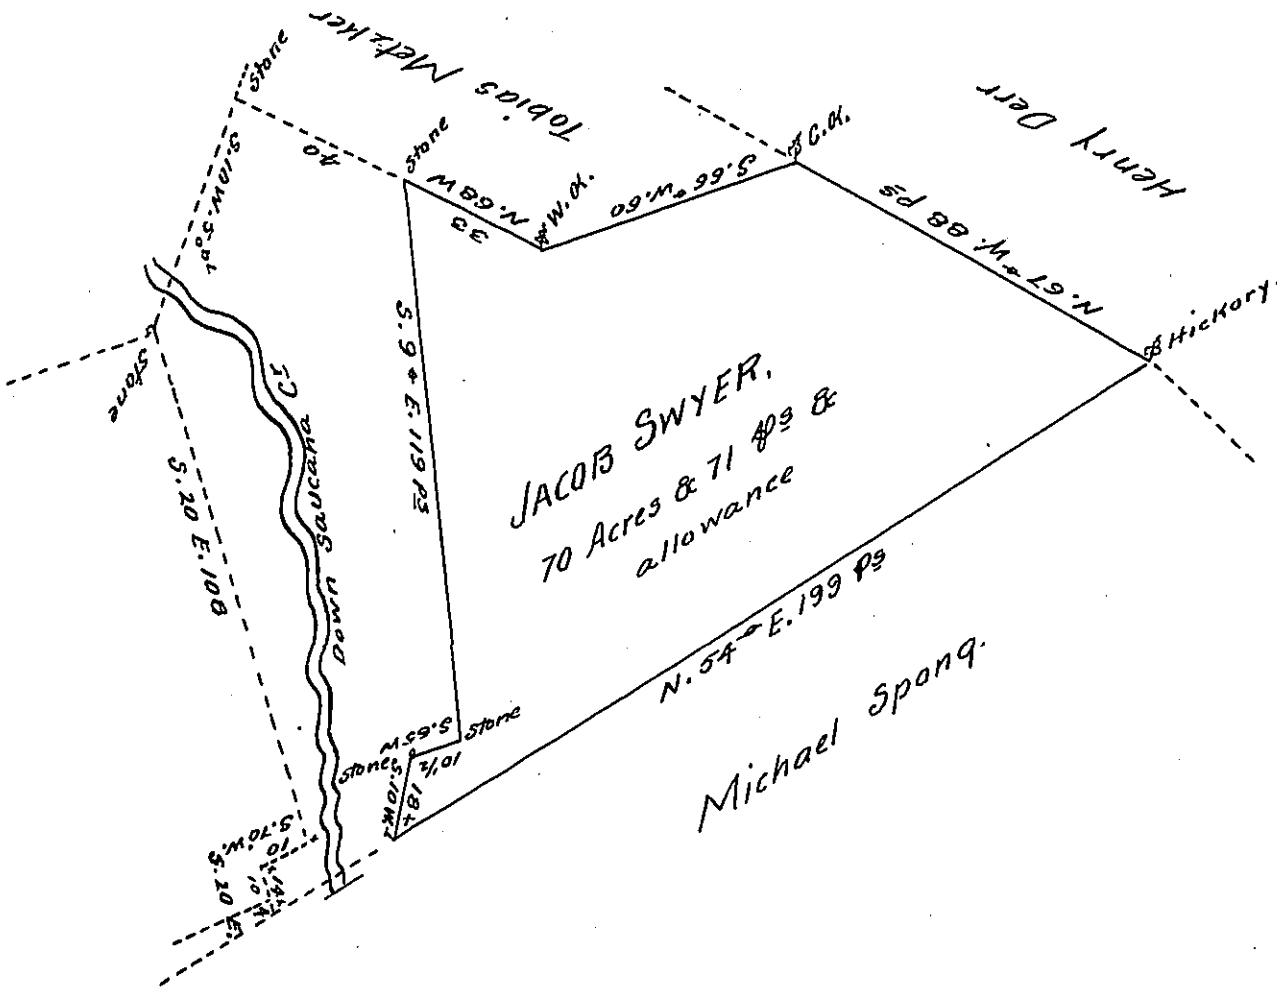 Stone
Tobias Metzker
Henry Derr
40
Stone
C.O.
S. 10 W. 50
N. 68 W
33
W.O.
S. 66° W. 60
N. 67° W. 88 ps
Hickory.
Stone
S. 9° E. 119 ps
JACOB SWYER.
70 Acres & 71 ps &
allowance
S. 20 E. 108
Down Saucana Cr
N. 54° E. 199 ps
Michael Spong.
S. 65 W
10 1/2
Stone
Stone
S. 10 W.
18
S. 70 W.
10
S. 20 E.
10